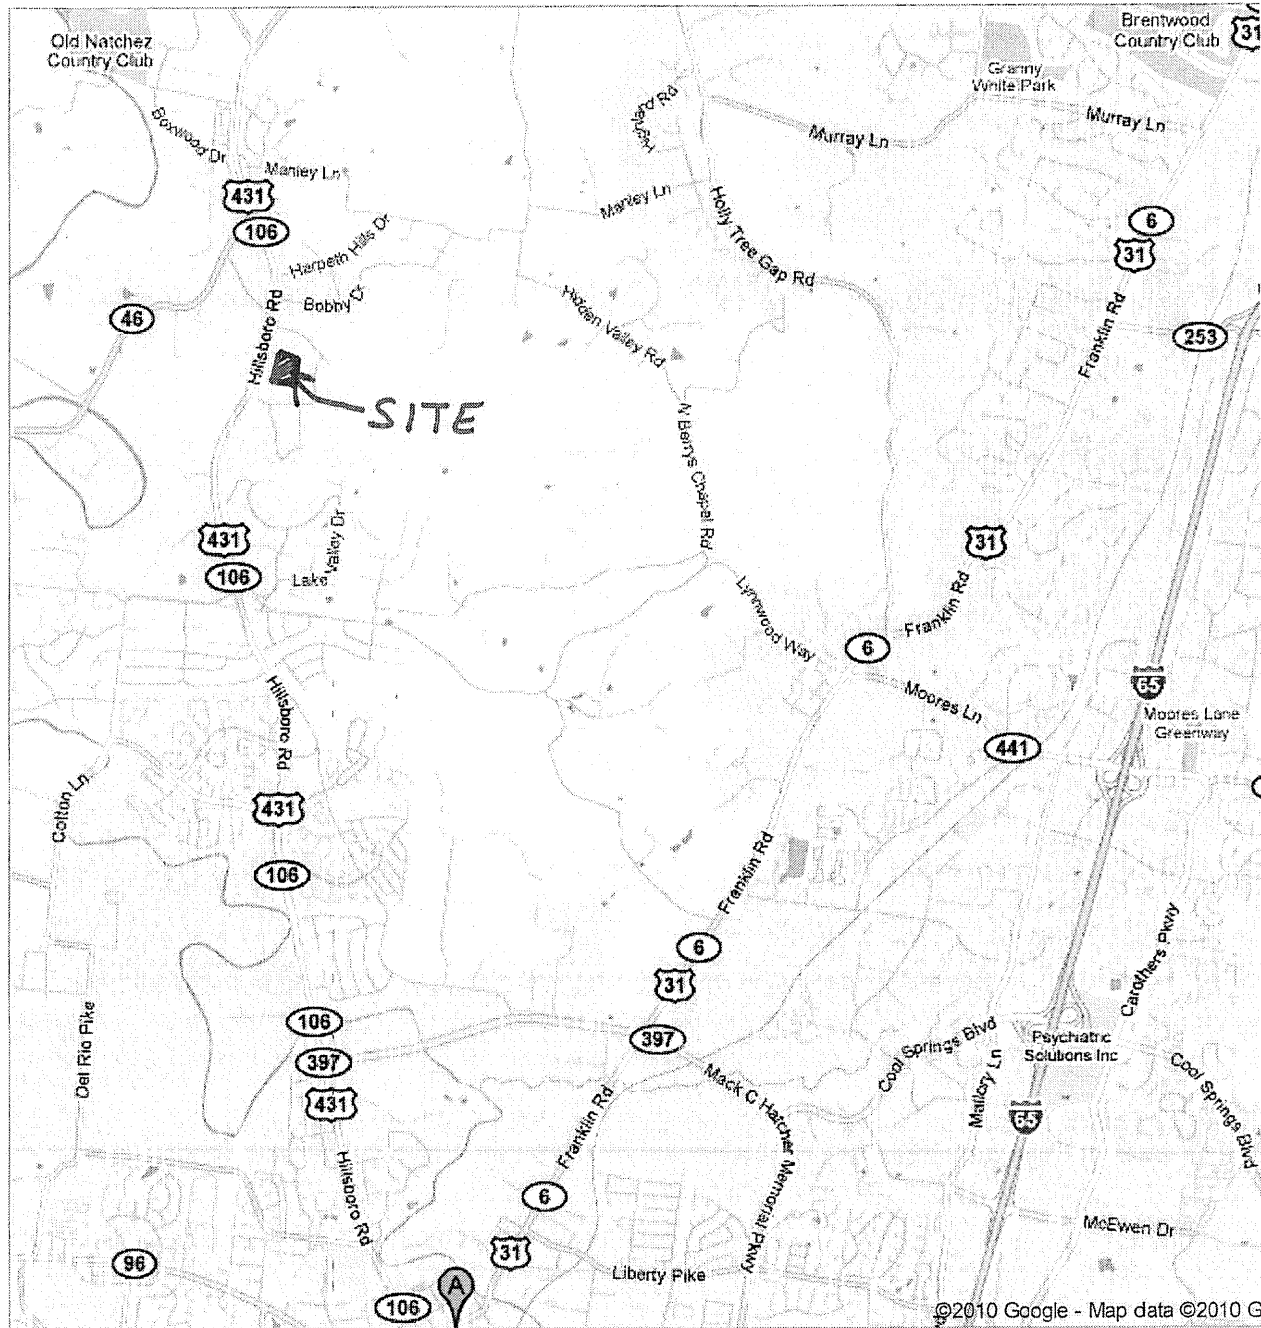 Old Natchez
Country Club
Brentwood
Country Club
31
Granny
White Park
Boxwood Dr
Hilland Rd
Murray Ln
Murray Ln
Manley Ln
431
106
Manley Ln
Holly Tree Gap Rd
6
31
Harpeth Hills Dr
Bobby Dr
46
Hillsboro Rd
Hidden Valley Rd
Franklin Rd
253
SITE
N Berrys Chapel Rd
431
106
Lake Valley Dr
31
Lynnwood Way
Franklin Rd
6
Moores Ln
65
Moores Lane
Greenway
441
Hillsboro Rd
Cotton Ln
431
106
Franklin Rd
6
31
Carothers Pkwy
Del Rio Pike
106
397
431
397
Cool Springs Blvd
Mallory Ln
Psychiatric
Solutions Inc
Cool Springs Blvd
65
Mack C Hatcher Memorial Pkwy
Franklin Rd
Hillsboro Rd
6
31
McEwen Dr
96
Liberty Pike
106
A
©2010 Google - Map data ©2010 G